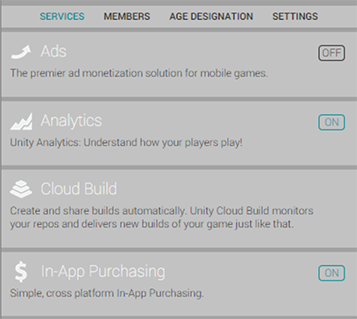 SERVICES MEMBERS AGE DESIGNATION SETTINGS
Ads OFF
The premier ad monetization solution for mobile games.
Analytics ON
Unity Analytics: Understand how your players play!
Cloud Build
Create and share builds automatically. Unity Cloud Build monitors
your repos and delivers new builds of your game just like that.
In-App Purchasing ON
Simple, cross platform In-App Purchasing.